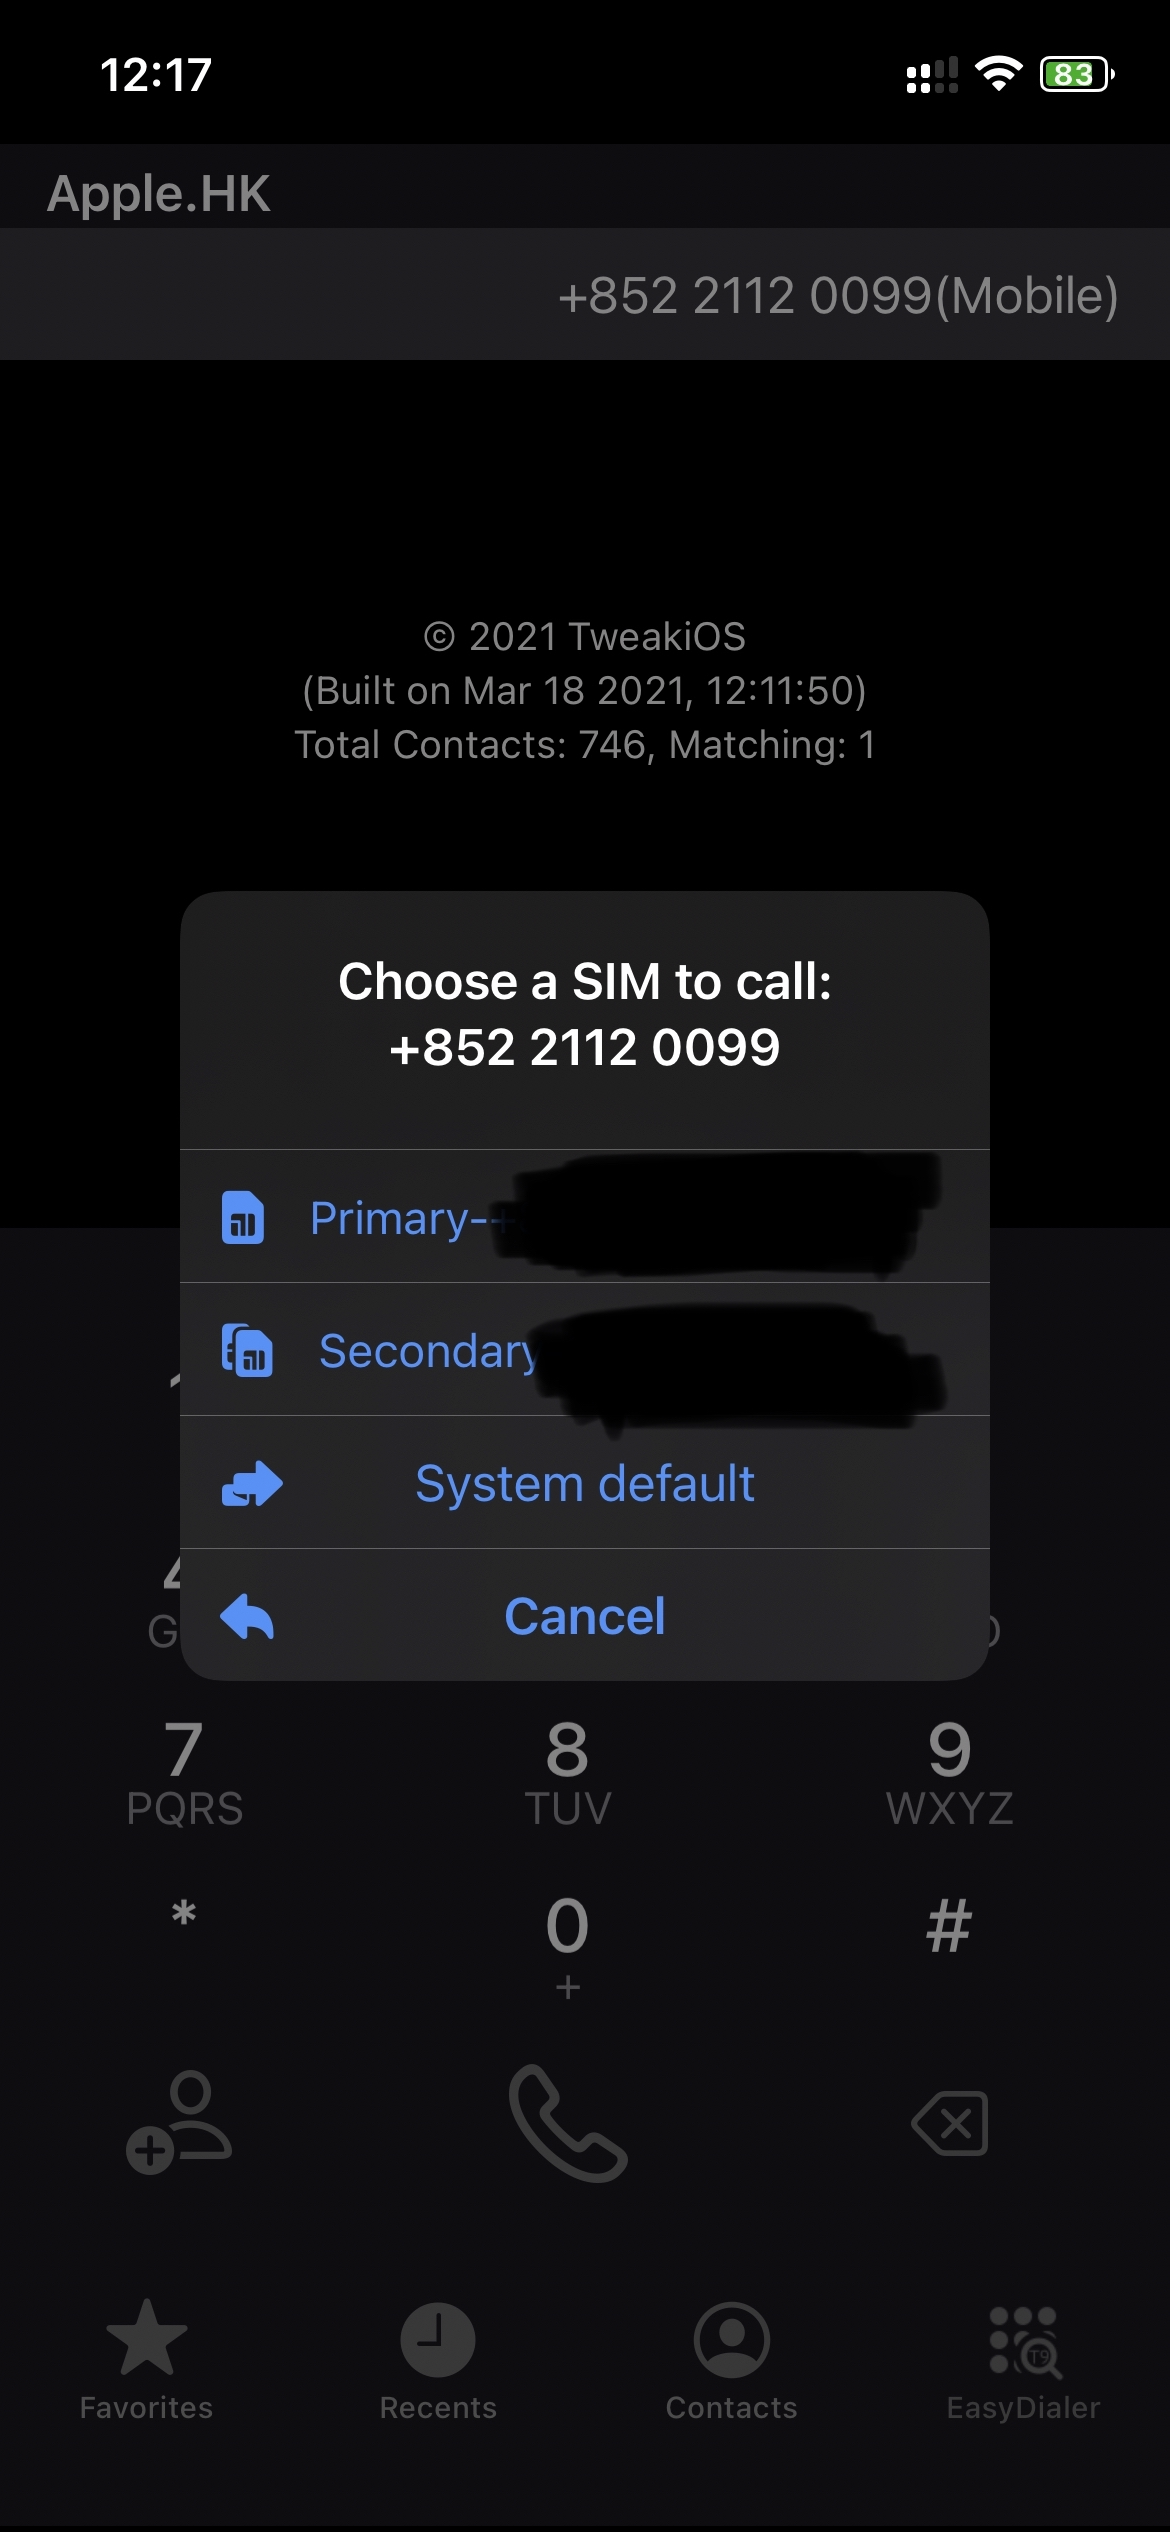 12:17
83
Apple.HK
+852 2112 0099(Mobile)
© 2021 TweakiOS
(Built on Mar 18 2021, 12:11:50)
Total Contacts: 746, Matching: 1
Choose a SIM to call:
+852 2112 0099
Primary-+
Secondary
System default
Cancel
7 8 9
PQRS TUV WXYZ
* 0 #
+
T9
Favorites Recents Contacts EasyDialer